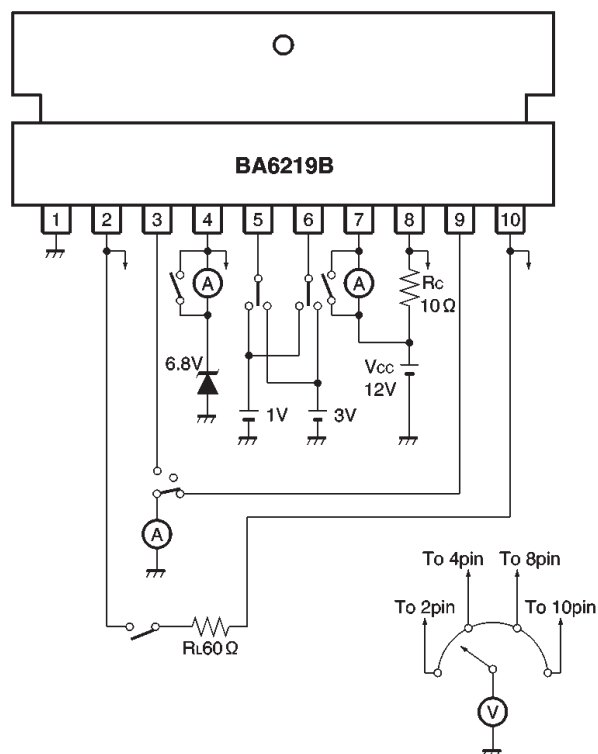 BA6219B
1 2 3 4 5 6 7 8 9 10
A A RC
10Ω
6.8V VCC
12V
1V 3V
A
To 4pin To 8pin
To 2pin To 10pin
RL60Ω
V